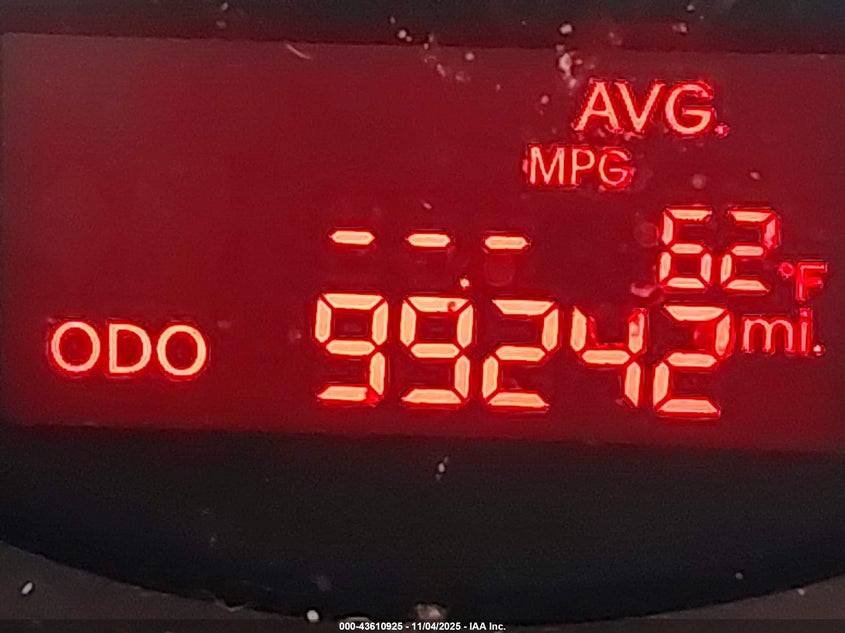 AVG.
MPG
--- 62°F
ODO 99242 mi.
000-43610925 - 11/04/2025 - IAA Inc.